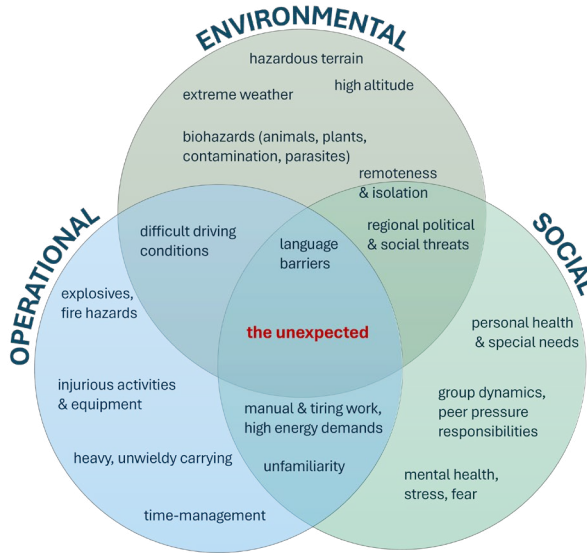 ENVIRONMENTAL
hazardous terrain
high altitude
extreme weather
biohazards (animals, plants,
contamination, parasites)
remoteness
& isolation
regional political
& social threats
difficult driving
conditions
language
barriers
OPERATIONAL
SOCIAL
explosives,
fire hazards
the unexpected
personal health
& special needs
injurious activities
& equipment
group dynamics,
peer pressure
responsibilities
manual & tiring work,
high energy demands
heavy, unwieldy carrying
unfamiliarity
mental health,
stress, fear
time-management